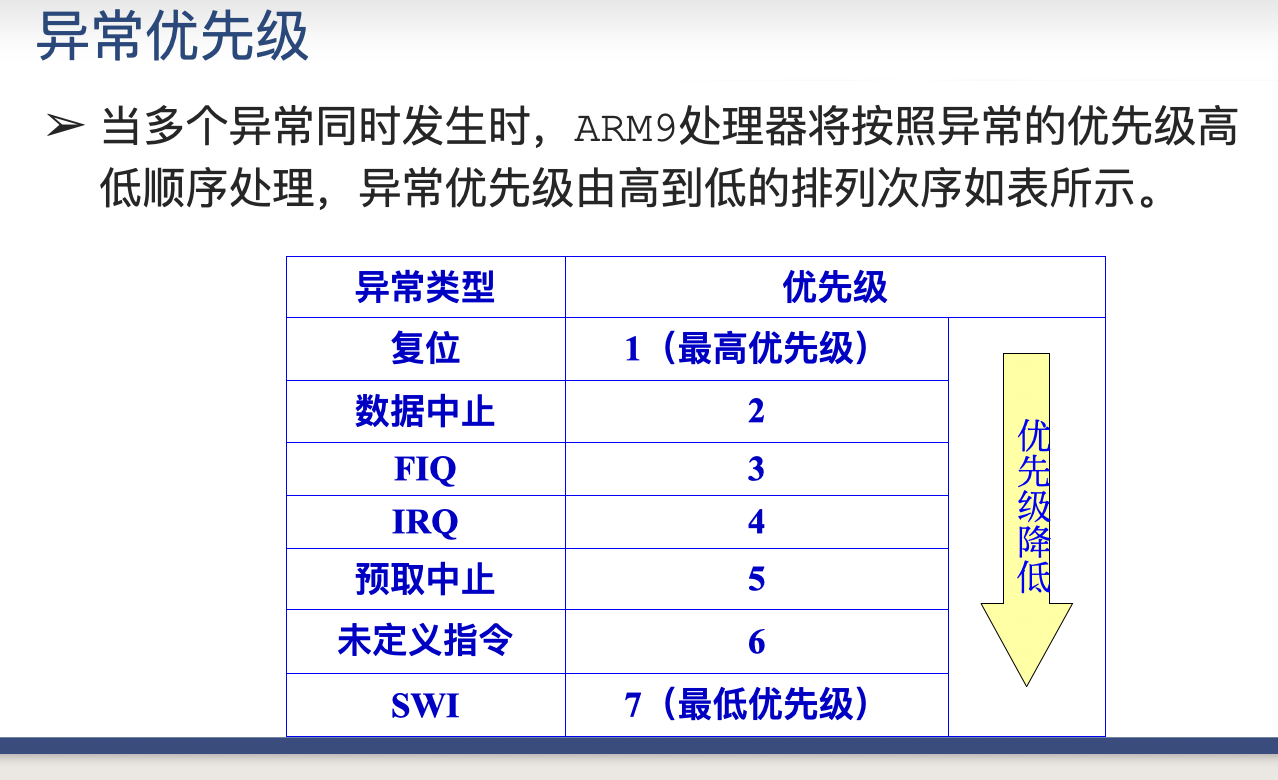 异常优先级
➢ 当多个异常同时发生时，ARM9处理器将按照异常的优先级高
低顺序处理，异常优先级由高到低的排列次序如表所示。
异常类型 优先级
复位 1（最高优先级）
数据中止 2
FIQ 3
IRQ 4
预取中止 5
未定义指令 6
SWI 7（最低优先级）
优先级降低